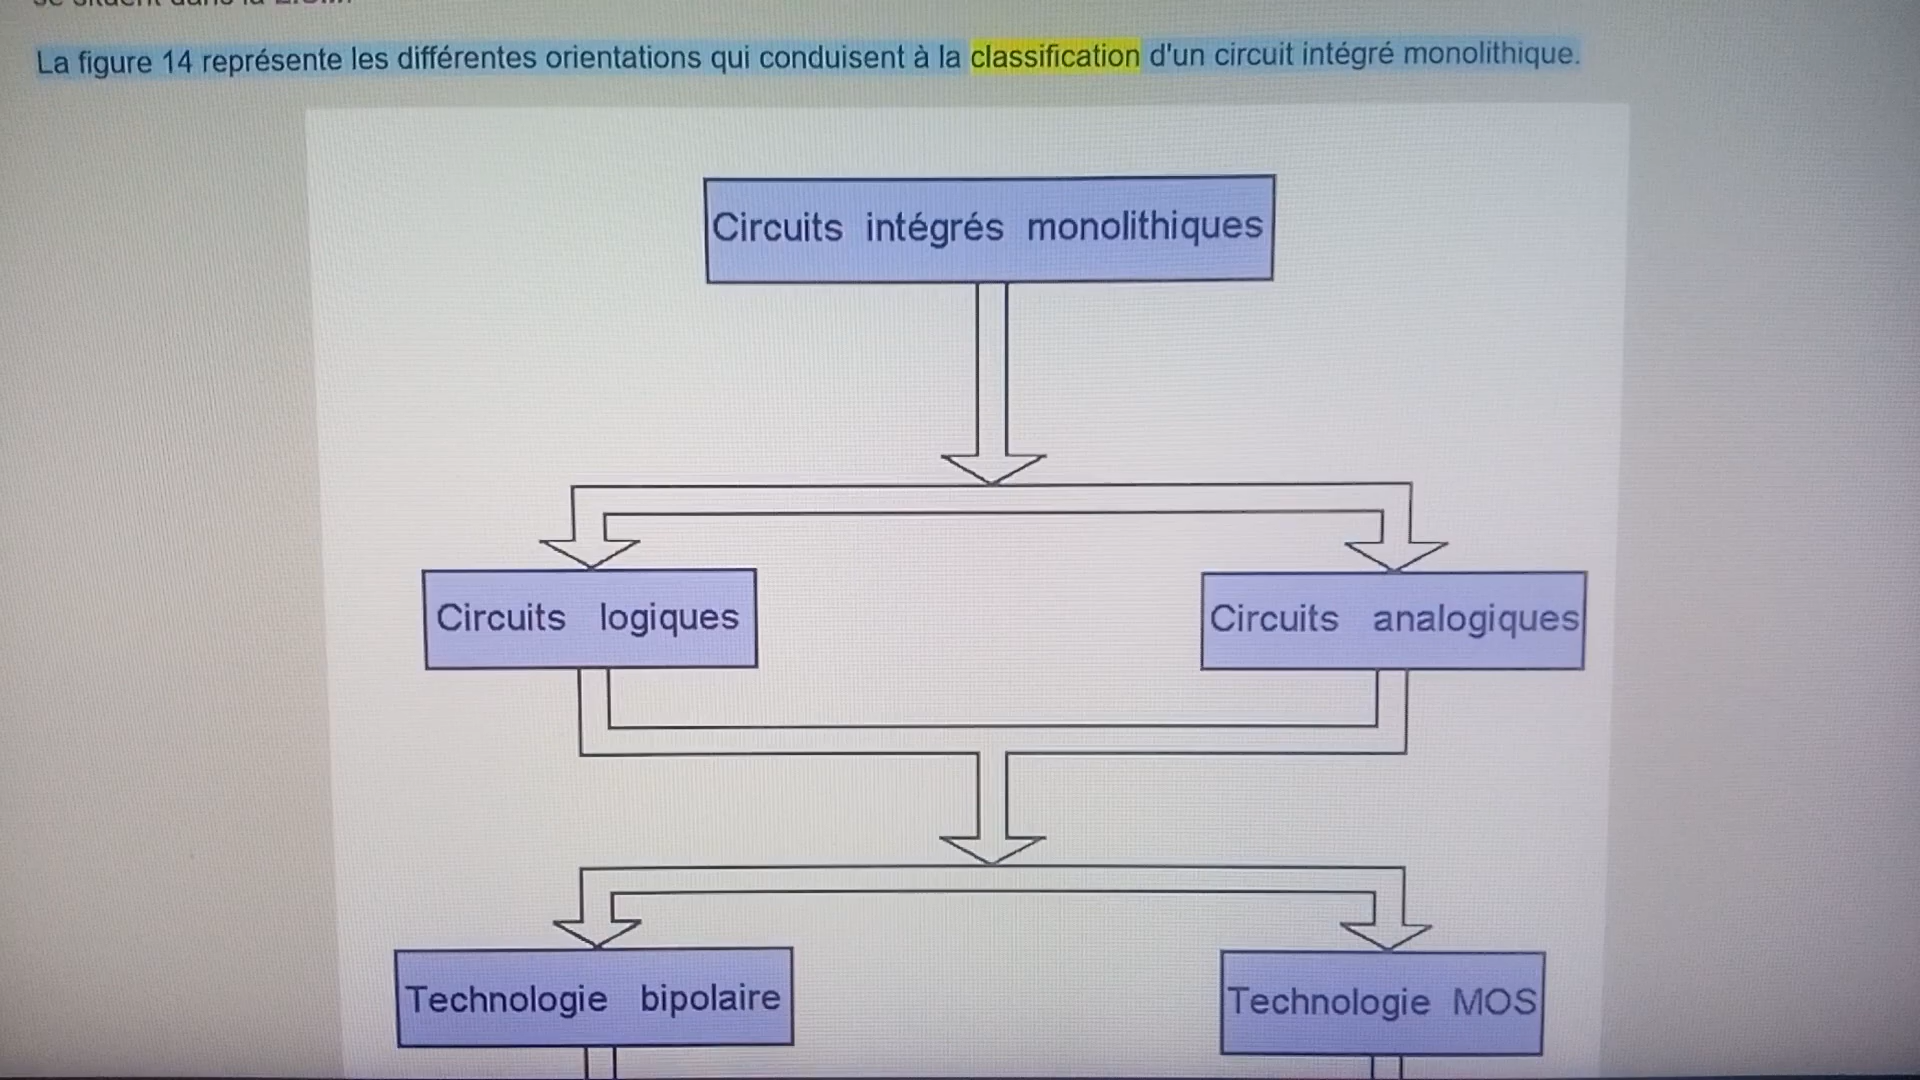 La figure 14 représente les différentes orientations qui conduisent à la classification d'un circuit intégré monolithique.
Circuits intégrés monolithiques
Circuits logiques
Circuits analogiques
Technologie bipolaire
Technologie MOS